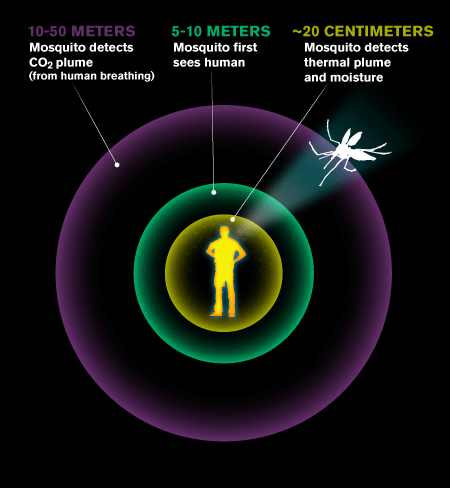 10-50 METERS
Mosquito detects
CO₂ plume
(from human breathing)
5-10 METERS
Mosquito first
sees human
~20 CENTIMETERS
Mosquito detects
thermal plume
and moisture